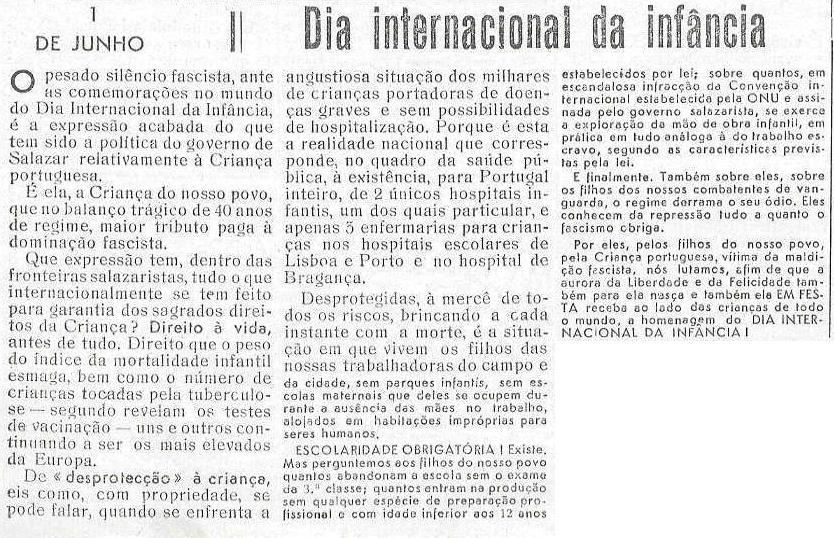 1
DE JUNHO
Dia internacional da infância
O pesado silêncio fascista, ante
as comemorações no mundo
do Dia Internacional da Infância,
é a expressão acabada do que
tem sido a política do governo de
Salazar relativamente à Criança
portuguesa.
É ela, a Criança do nosso povo,
que no balanço trágico de 40 anos
de regime, maior tributo paga à
dominação fascista.
Que expressão tem, dentro das
fronteiras salazaristas, tudo o que
internacionalmente se tem feito
para garantia dos sagrados direi-
tos da Criança? Direito à vida,
antes de tudo. Direito que o peso
do índice da mortalidade infantil
esmaga, bem como o número de
crianças tocadas pela tuberculo-
se — segundo revelam os testes
de vacinação — uns e outros con-
tinuando a ser os mais elevados
da Europa.
De « desprotecção » à criança,
eis como, com propriedade, se
pode falar, quando se enfrenta a
angustiosa situação dos milhares
de crianças portadoras de doen-
ças graves e sem possibilidades
de hospitalização. Porque é esta
a realidade nacional que corres-
ponde, no quadro da saúde pú-
blica, à existência, para Portugal
inteiro, de 2 únicos hospitais in-
fantis, um dos quais particular, e
apenas 3 enfermarias para crian-
ças nos hospitais escolares de
Lisboa e Porto e no hospital de
Bragança.
Desprotegidas, à mercê de to-
dos os riscos, brincando a cada
instante com a morte, é a situa-
ção em que vivem os filhos das
nossas trabalhadoras do campo e
da cidade, sem parques infantis, sem es-
colas maternais que deles se ocupem du-
rante a ausência das mães no trabalho,
alojados em habitações impróprias para
seres humanos.
ESCOLARIDADE OBRIGATÓRIA ! Existe.
Mas perguntemos aos filhos do nosso povo
quantos abandonam a escola sem o exame
da 3.ª classe; quantos entram na produção
sem qualquer espécie de preparação pro-
fissional e com idade inferior aos 12 anos
estabelecidos por lei; sobre quantos, em
escandalosa infracção da Convenção in-
ternacional estabelecida pela ONU e assi-
nada pelo governo salazarista, se exerce
a exploração da mão de obra infantil, em
prática em tudo análoga à do trabalho es-
cravo, segundo as características previs-
tas pela lei.
E finalmente. Também sobre eles, sobre
os filhos dos nossos combatentes de van-
guarda, o regime derrama o seu ódio. Eles
conhecem da repressão tudo a quanto o
fascismo obriga.
Por eles, pelos filhos do nosso povo,
pela Criança portuguesa, vítima da maldi-
ção fascista, nós lutamos, afim de que a
aurora da Liberdade e da Felicidade tam-
bém para ela nasça e também ela EM FES-
TA receba ao lado das crianças de todo
o mundo, a homenagem do DIA INTER-
NACIONAL DA INFÂNCIA !